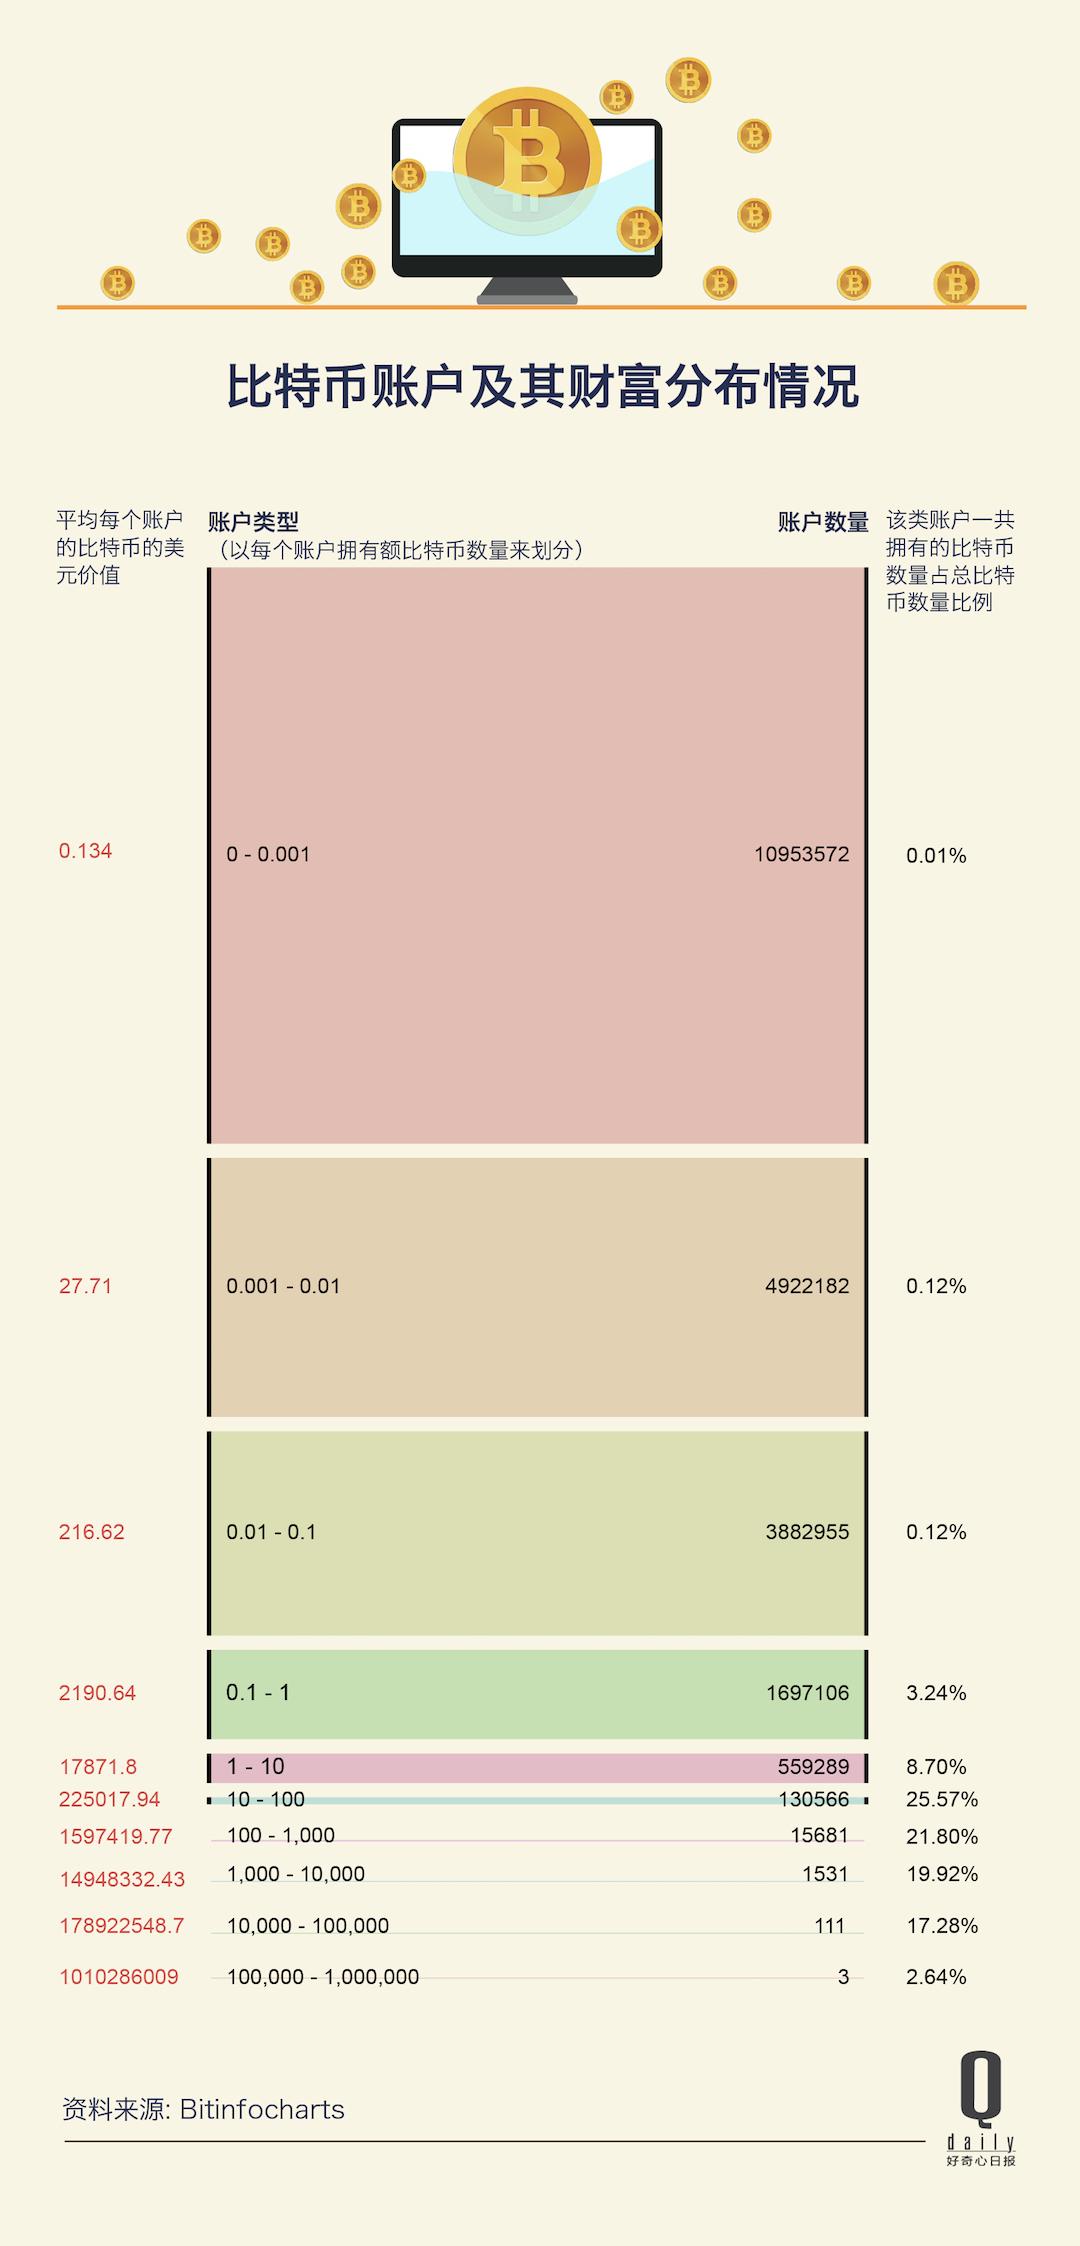 比特币账户及其财富分布情况
平均每个账户
的比特币的美
元价值
账户类型
（以每个账户拥有额比特币数量来划分）
账户数量
该类账户一共
拥有的比特币
数量占总比特
币数量比例
0.134 0 - 0.001 10953572 0.01%
27.71 0.001 - 0.01 4922182 0.12%
216.62 0.01 - 0.1 3882955 0.12%
2190.64 0.1 - 1 1697106 3.24%
17871.8 1 - 10 559289 8.70%
225017.94 10 - 100 130566 25.57%
1597419.77 100 - 1,000 15681 21.80%
14948332.43 1,000 - 10,000 1531 19.92%
178922548.7 10,000 - 100,000 111 17.28%
1010286009 100,000 - 1,000,000 3 2.64%
资料来源: Bitinfocharts
Q
daily
好奇心日报